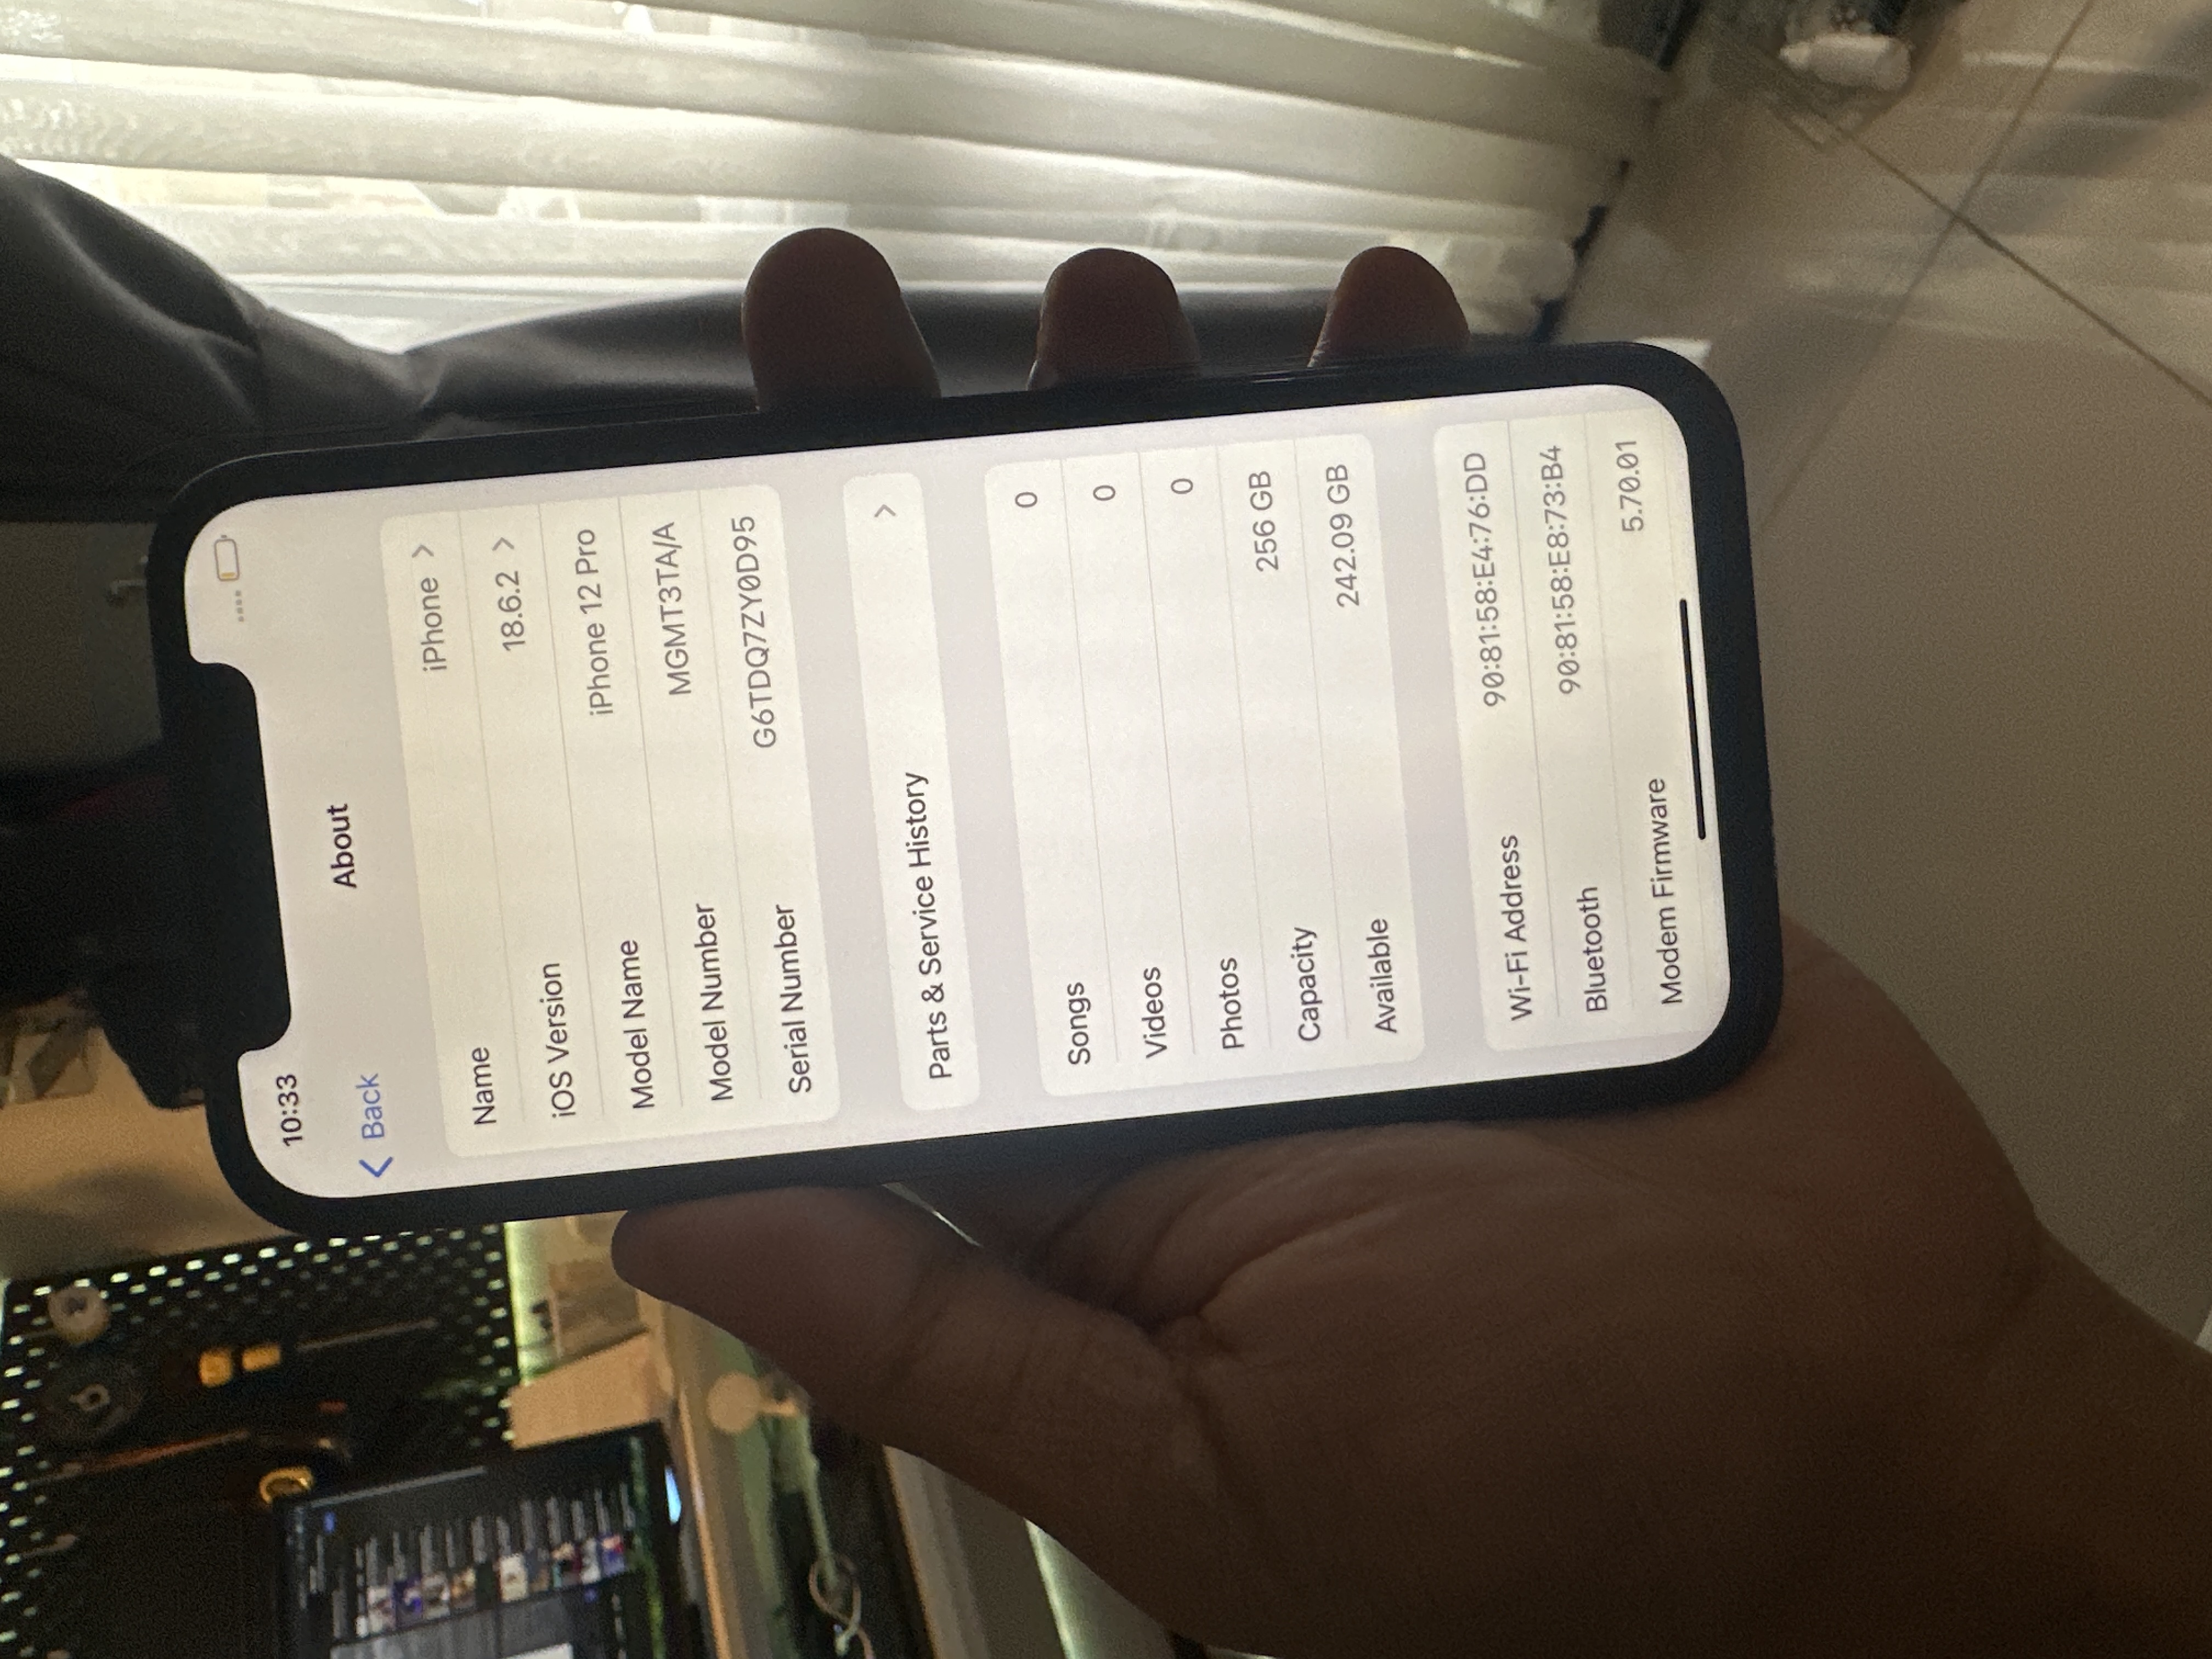 10:33
Back
About
Name iPhone
iOS Version 18.6.2
Model Name iPhone 12 Pro
Model Number MGMT3TA/A
Serial Number G6TDQ7ZY0D95
Parts & Service History
Songs 0
Videos 0
Photos 0
Capacity 256 GB
Available 242.09 GB
Wi-Fi Address 90:81:58:E4:76:DD
Bluetooth 90:81:58:E8:73:B4
Modem Firmware 5.70.01